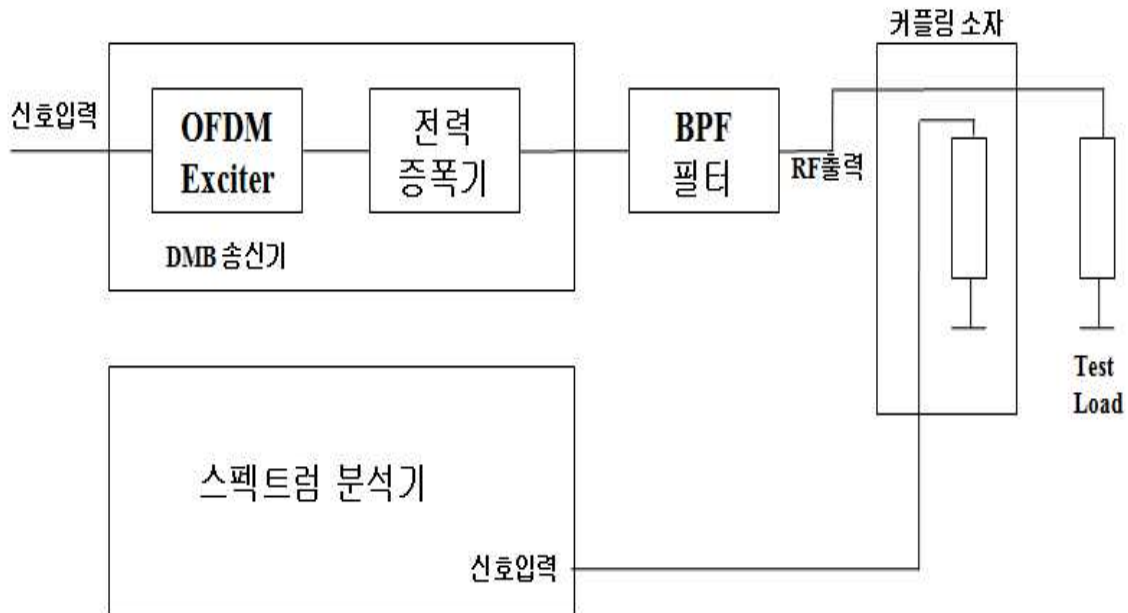 커플링 소자
신호입력
OFDM
Exciter
전력
증폭기
BPF
필터
RF출력
DMB 송신기
Test
Load
스펙트럼 분석기
신호입력